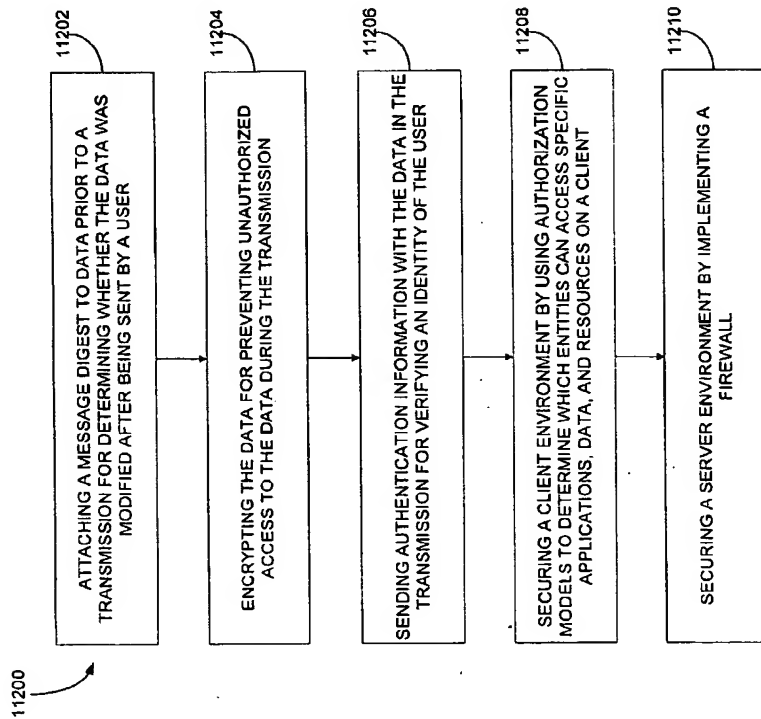 11200
11202
ATTACHING A MESSAGE DIGEST TO DATA PRIOR TO A
TRANSMISSION FOR DETERMINING WHETHER THE DATA WAS
MODIFIED AFTER BEING SENT BY A USER
11204
ENCRYPTING THE DATA FOR PREVENTING UNAUTHORIZED
ACCESS TO THE DATA DURING THE TRANSMISSION
11206
SENDING AUTHENTICATION INFORMATION WITH THE DATA IN THE
TRANSMISSION FOR VERIFYING AN IDENTITY OF THE USER
11208
SECURING A CLIENT ENVIRONMENT BY USING AUTHORIZATION
MODELS TO DETERMINE WHICH ENTITIES CAN ACCESS SPECIFIC
APPLICATIONS, DATA, AND RESOURCES ON A CLIENT
11210
SECURING A SERVER ENVIRONMENT BY IMPLEMENTING A
FIREWALL